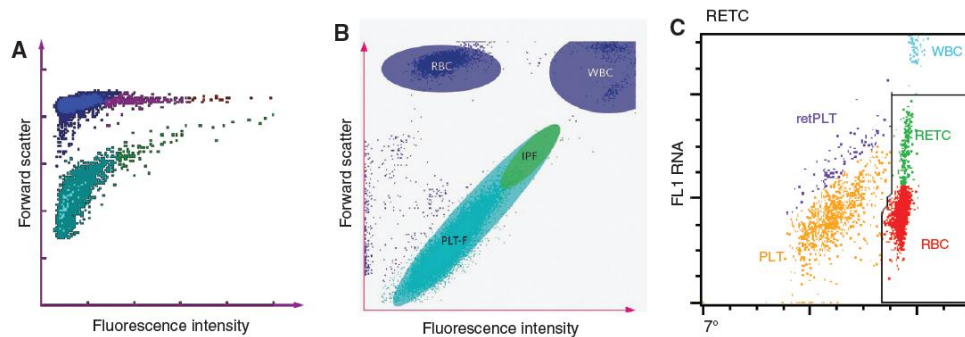 A
Forward scatter
Fluorescence intensity
B
RBC
WBC
IPF
PLT-F
Forward scatter
Fluorescence intensity
C
RETC
WBC
retPLT
RETC
RBC
PLT
FL1 RNA
7°